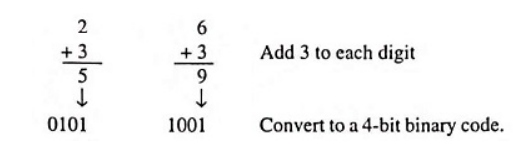 2 6
+ 3 + 3 Add 3 to each digit
5 9
↓ ↓
0101 1001 Convert to a 4-bit binary code.